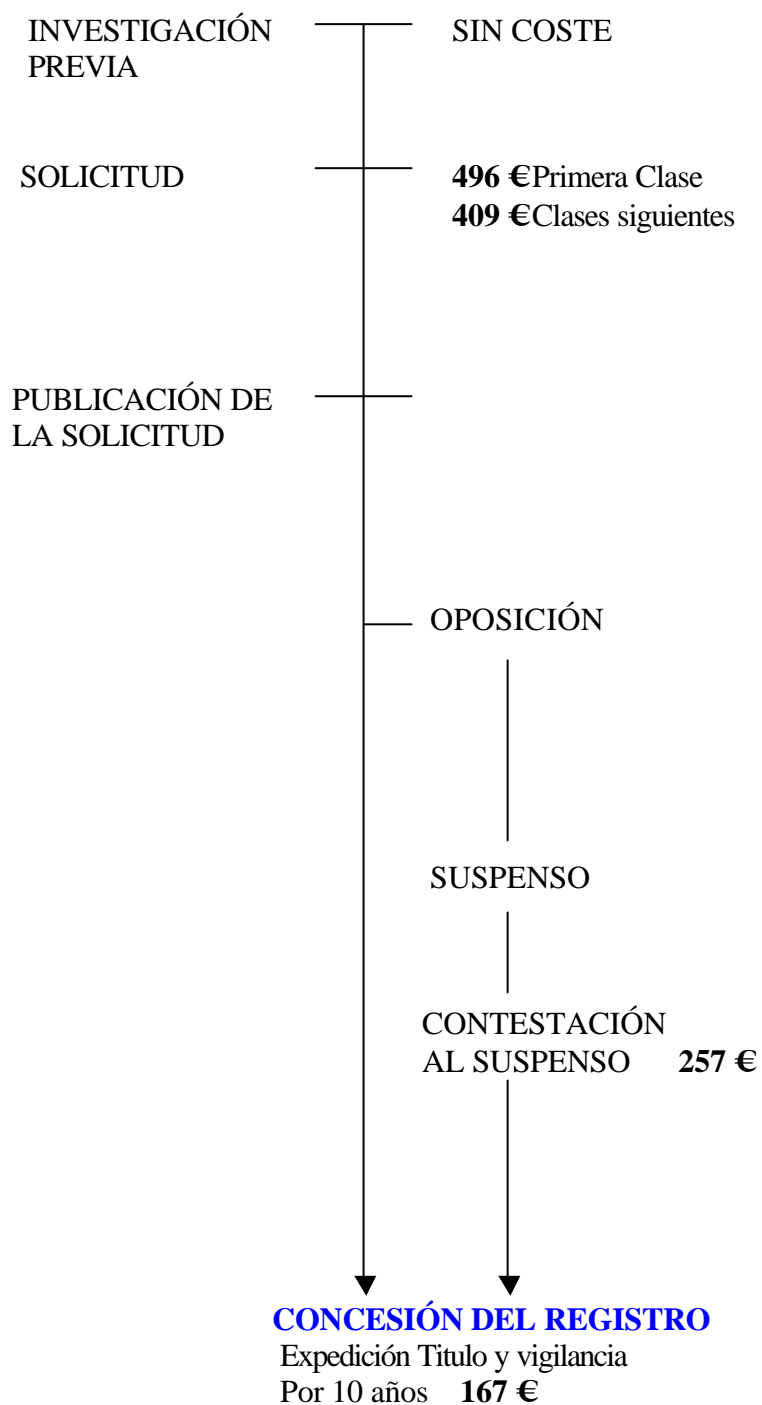 INVESTIGACIÓN
PREVIA
SIN COSTE
SOLICITUD
496 € Primera Clase
409 € Clases siguientes
PUBLICACIÓN DE
LA SOLICITUD
OPOSICIÓN
SUSPENSO
CONTESTACIÓN
AL SUSPENSO 257 €
CONCESIÓN DEL REGISTRO
Expedición Titulo y vigilancia
Por 10 años 167 €